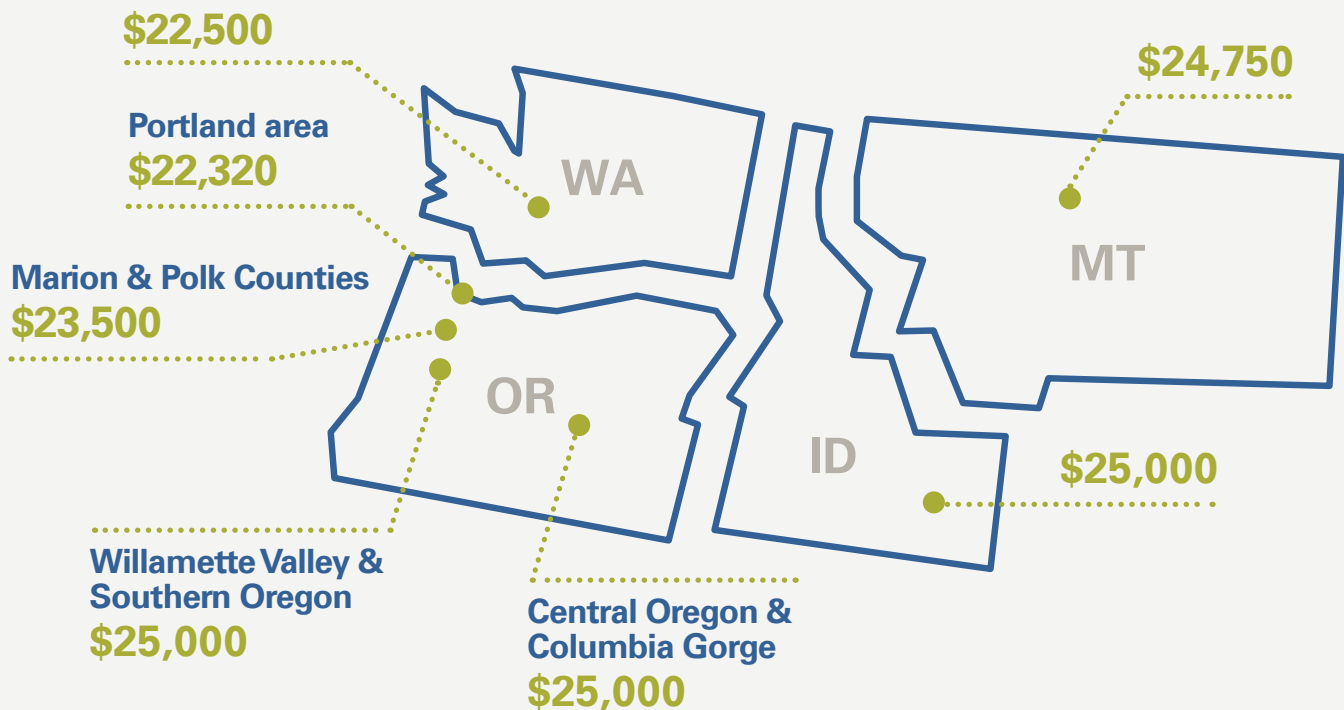 $22,500
$24,750
Portland area
$22,320
WA
MT
Marion & Polk Counties
$23,500
OR
ID
$25,000
Willamette Valley &
Southern Oregon
$25,000
Central Oregon &
Columbia Gorge
$25,000